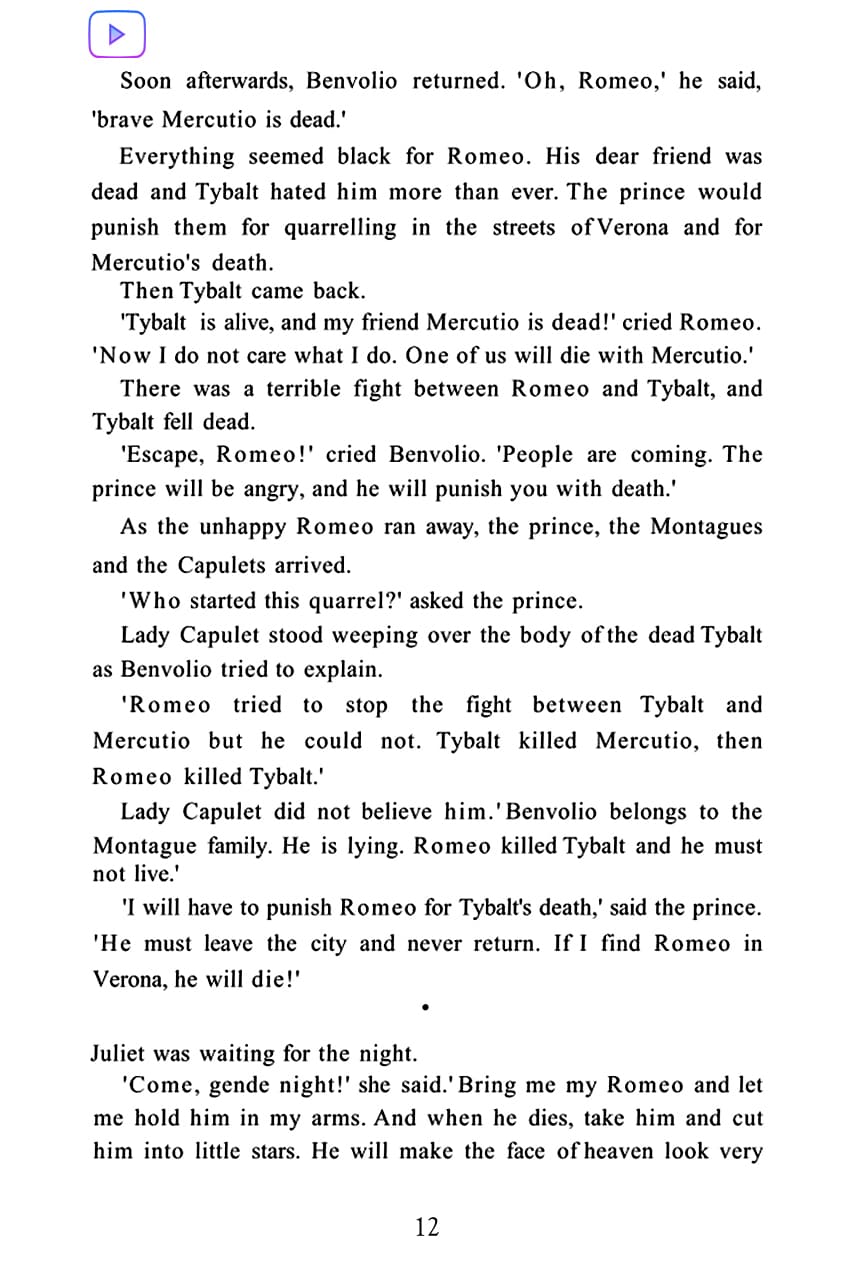 Soon afterwards, Benvolio returned. 'Oh, Romeo,' he said,
'brave Mercutio is dead.'
Everything seemed black for Romeo. His dear friend was
dead and Tybalt hated him more than ever. The prince would
punish them for quarrelling in the streets of Verona and for
Mercutio's death.
Then Tybalt came back.
'Tybalt is alive, and my friend Mercutio is dead!' cried Romeo.
'Now I do not care what I do. One of us will die with Mercutio.'
There was a terrible fight between Romeo and Tybalt, and
Tybalt fell dead.
'Escape, Romeo!' cried Benvolio. 'People are coming. The
prince will be angry, and he will punish you with death.'
As the unhappy Romeo ran away, the prince, the Montagues
and the Capulets arrived.
'Who started this quarrel?' asked the prince.
Lady Capulet stood weeping over the body of the dead Tybalt
as Benvolio tried to explain.
'Romeo tried to stop the fight between Tybalt and
Mercutio but he could not. Tybalt killed Mercutio, then
Romeo killed Tybalt.'
Lady Capulet did not believe him.' Benvolio belongs to the
Montague family. He is lying. Romeo killed Tybalt and he must
not live.'
'I will have to punish Romeo for Tybalt's death,' said the prince.
'He must leave the city and never return. If I find Romeo in
Verona, he will die!'
•
Juliet was waiting for the night.
'Come, gende night!' she said.' Bring me my Romeo and let
me hold him in my arms. And when he dies, take him and cut
him into little stars. He will make the face of heaven look very
12